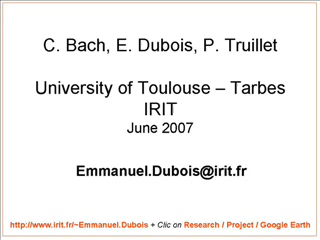 C. Bach, E. Dubois, P. Truillet
University of Toulouse – Tarbes
IRIT
June 2007
Emmanuel.Dubois@irit.fr
http://www.irit.fr/~Emmanuel.Dubois + Clic on Research / Project / Google Earth